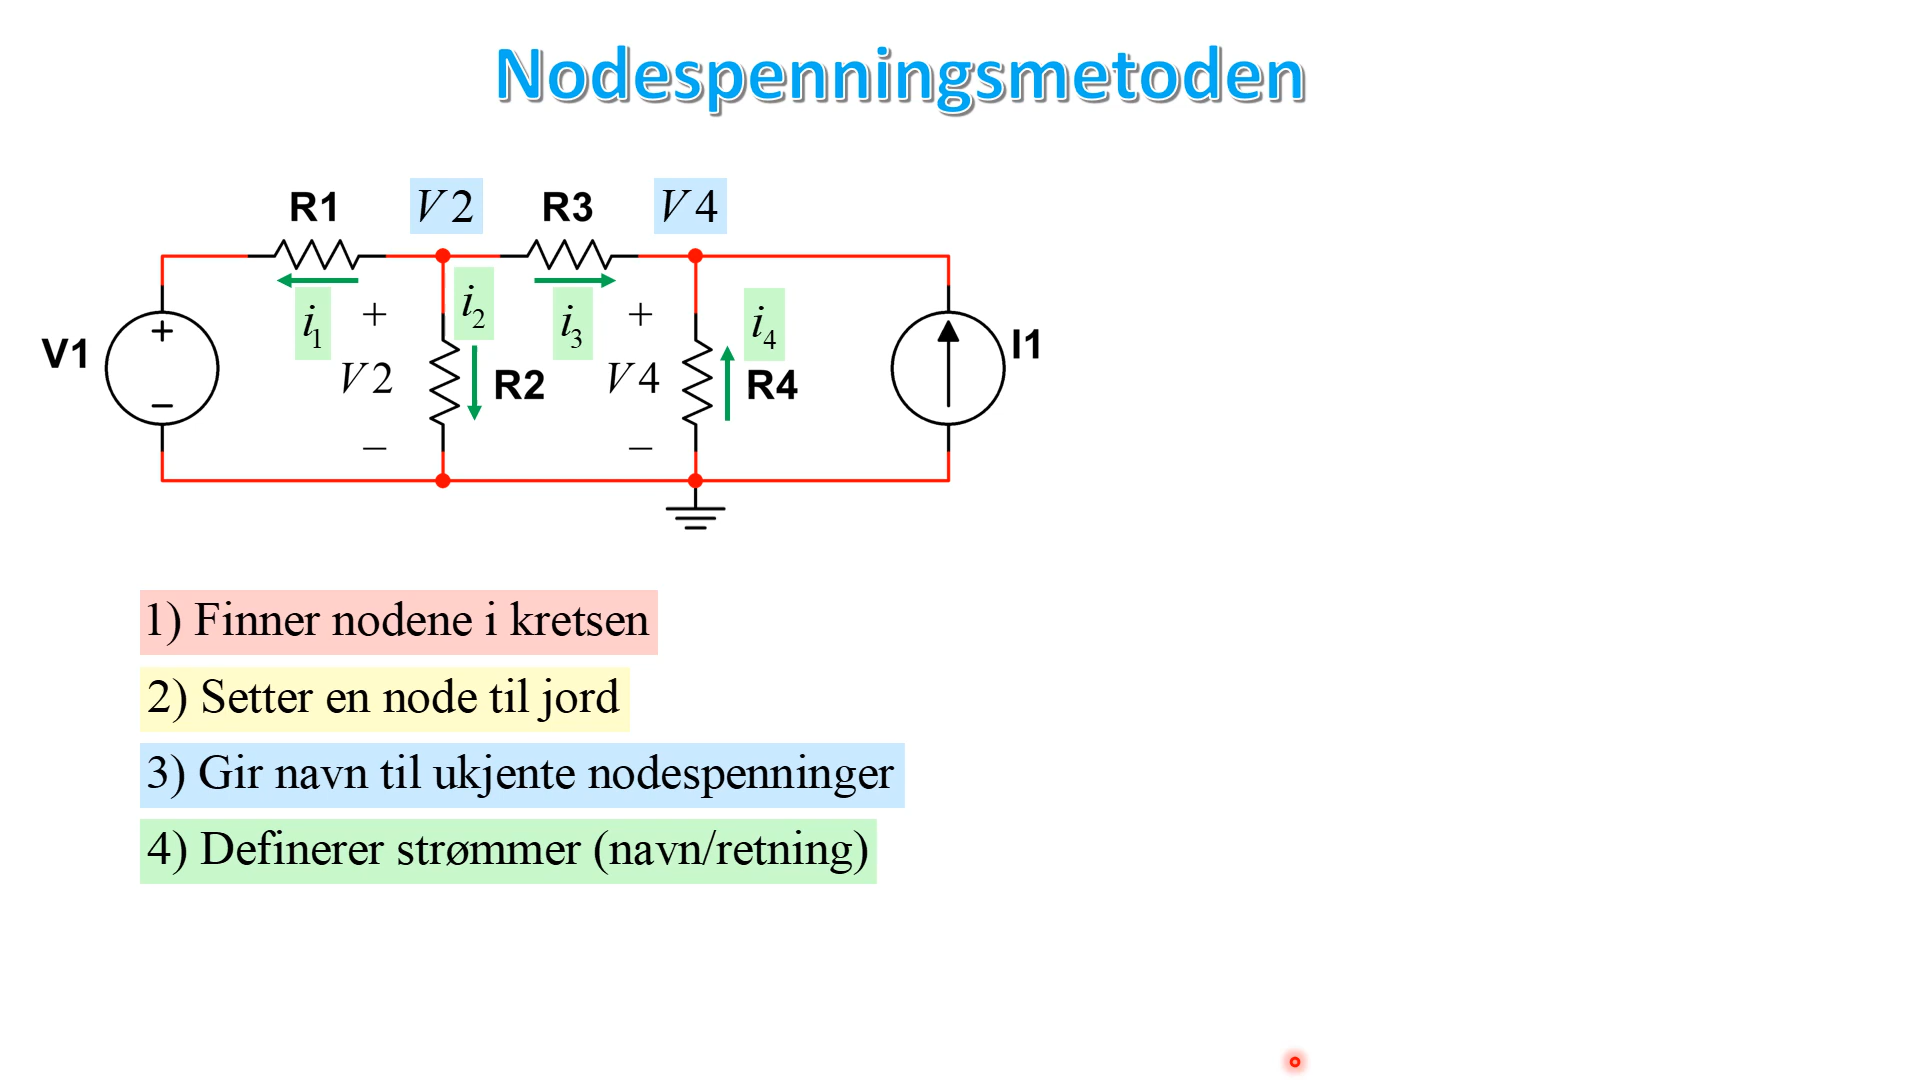 Nodespenningsmetoden
R1 V2 R3 V4
i1 + i2 i3 + i4
V1 V2 R2 V4 R4 I1
− −
1) Finner nodene i kretsen
2) Setter en node til jord
3) Gir navn til ukjente nodespenninger
4) Definerer strømmer (navn/retning)